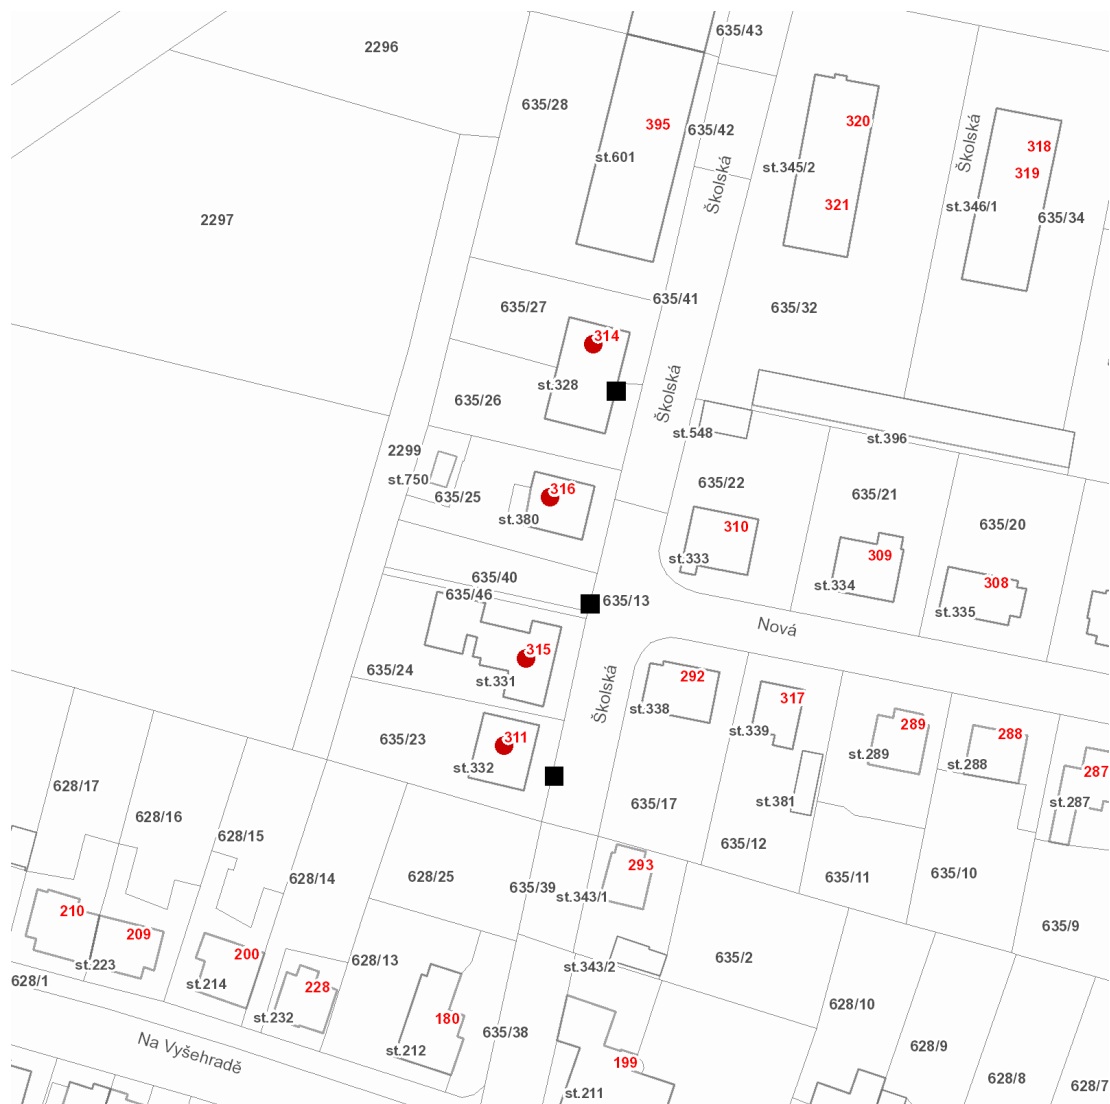 635/43
2296
635/28
395
635/42
320
Školská
318
st.601
st.345/2
319
Školská
321
st.346/1
635/34
2297
635/41
635/27
635/32
314
st.328
Školská
635/26
st.548
st.396
2299
st.750
635/25
316
st.380
635/22
635/21
635/20
310
309
st.333
st.334
308
st.335
635/40
635/46
635/13
Nová
315
635/24
st.331
Školská
292
st.338
317
st.339
289
st.289
288
st.288
287
st.287
635/23
311
st.332
628/17
628/16
628/15
635/17
st.381
635/12
628/14
628/25
635/39
293
st.343/1
635/11
635/10
635/9
210
209
st.223
200
st.214
628/1
228
st.232
628/13
180
st.212
635/38
st.343/2
635/2
628/10
628/9
628/8
628/7
Na Vyšehradě
199
st.211